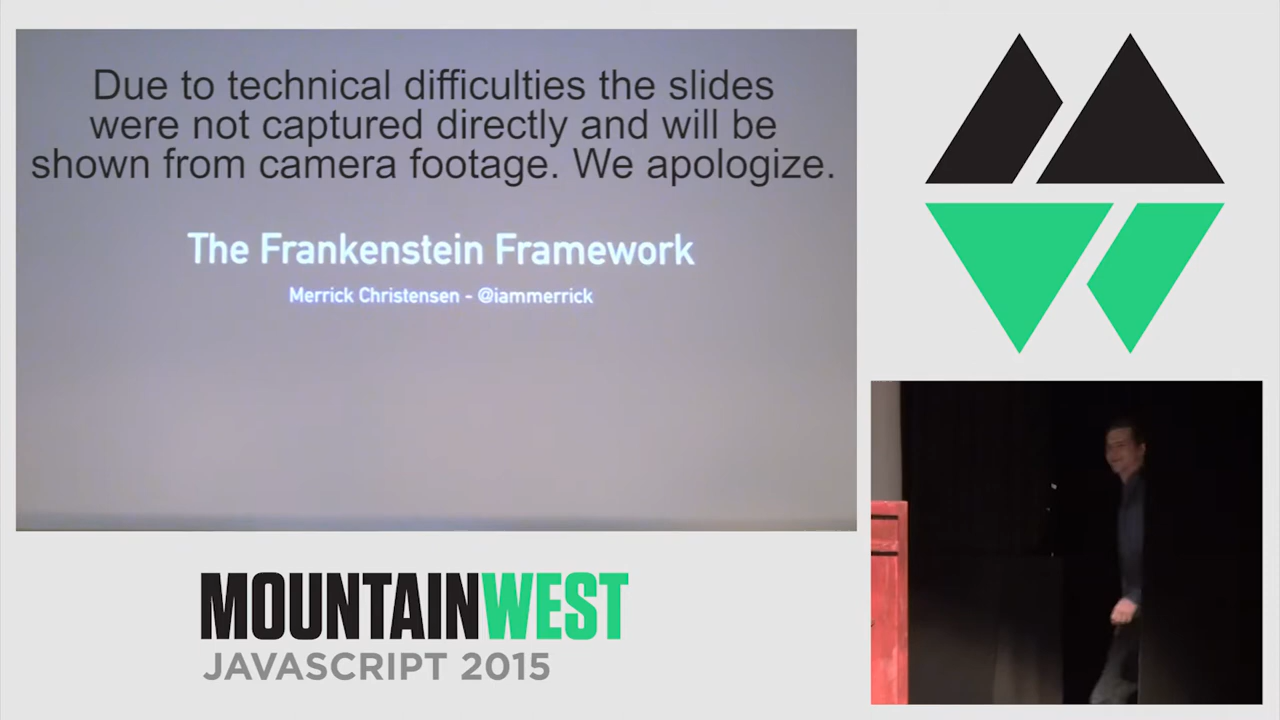 Due to technical difficulties the slides
were not captured directly and will be
shown from camera footage. We apologize.
The Frankenstein Framework
Merrick Christensen - @iammerrick
MOUNTAINWEST
JAVASCRIPT 2015